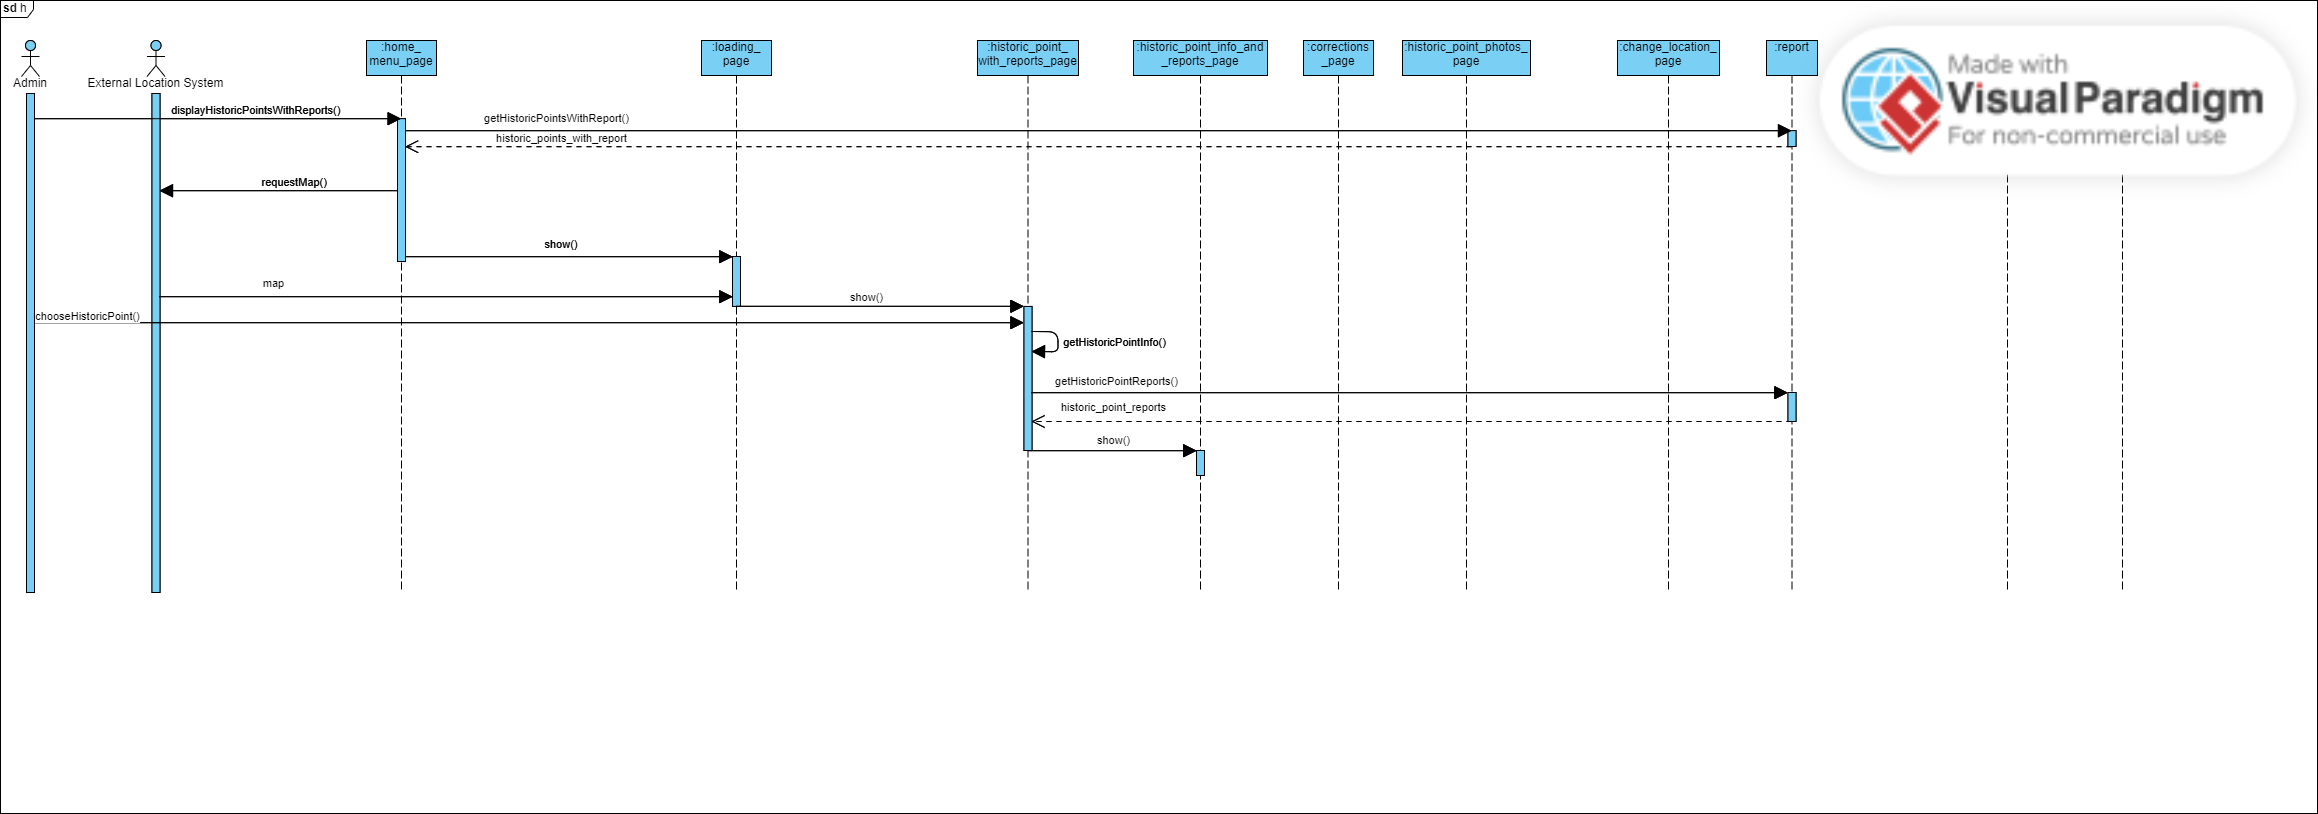 sd h
Admin
External Location System
:home_
menu_page
:loading_
page
:historic_point_
with_reports_page
:historic_point_info_and
_reports_page
:corrections
_page
:historic_point_photos_
page
:change_location_
page
:report
Made with
Visual Paradigm
For non-commercial use
displayHistoricPointsWithReports()
getHistoricPointsWithReport()
historic_points_with_report
requestMap()
show()
map
show()
chooseHistoricPoint()
getHistoricPointInfo()
getHistoricPointReports()
historic_point_reports
show()